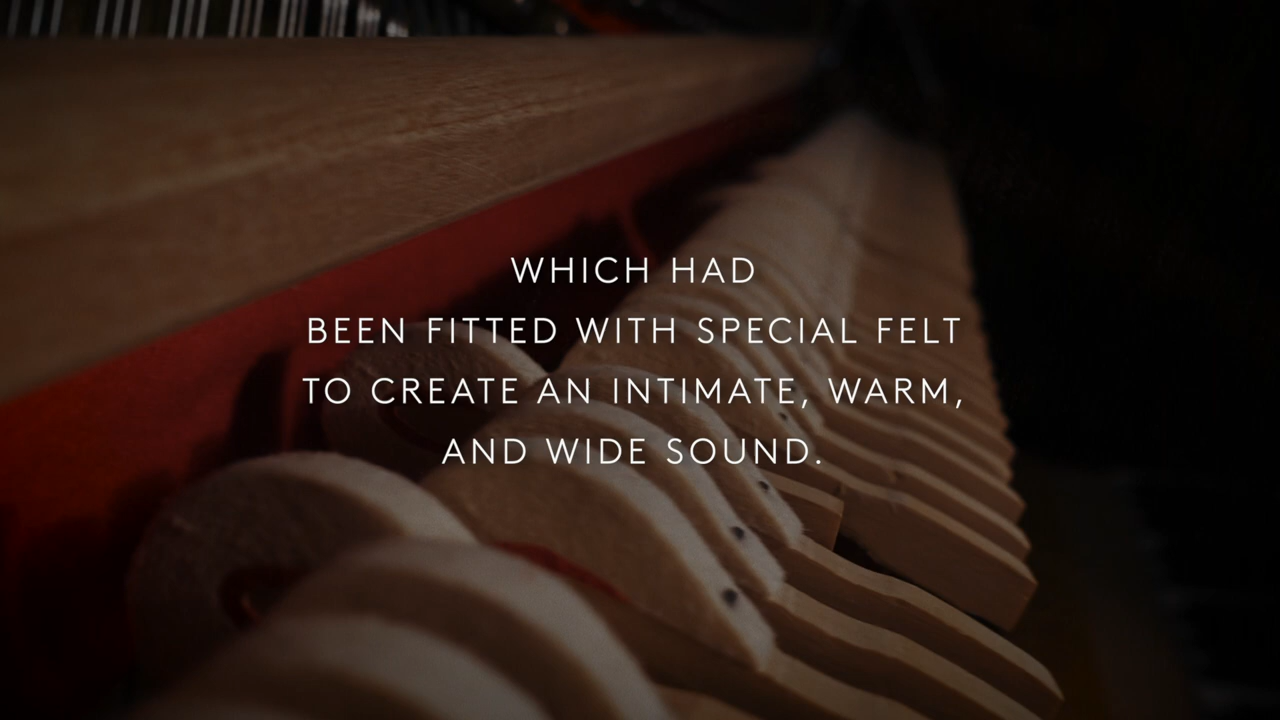 WHICH HAD
BEEN FITTED WITH SPECIAL FELT
TO CREATE AN INTIMATE, WARM,
AND WIDE SOUND.